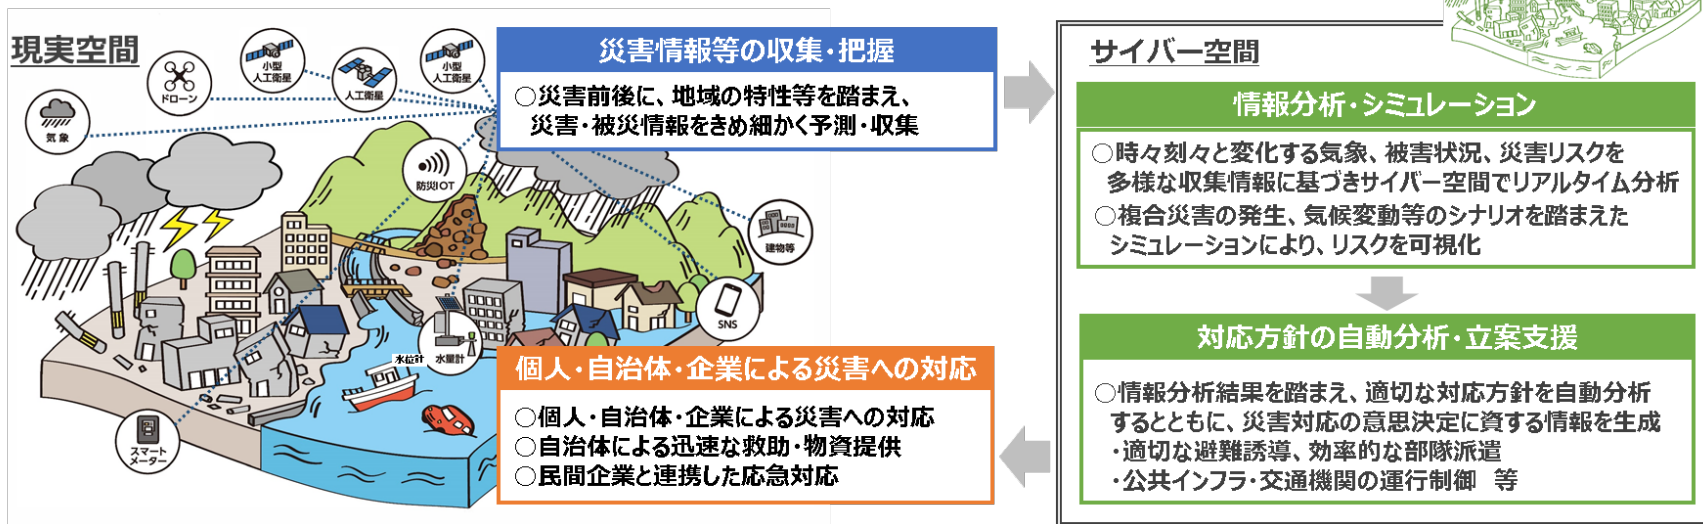 現実空間
小型
人工衛星
人工衛星
小型
人工衛星
ドローン
気象
防災IOT
建物等
SNS
水位計
水量計
スマート
メーター
災害情報等の収集・把握
○災害前後に、地域の特性等を踏まえ、
災害・被災情報をきめ細かく予測・収集
個人・自治体・企業による災害への対応
○個人・自治体・企業による災害への対応
○自治体による迅速な救助・物資提供
○民間企業と連携した応急対応
サイバー空間
情報分析・シミュレーション
○時々刻々と変化する気象、被害状況、災害リスクを
多様な収集情報に基づきサイバー空間でリアルタイム分析
○複合災害の発生、気候変動等のシナリオを踏まえた
シミュレーションにより、リスクを可視化
対応方針の自動分析・立案支援
○情報分析結果を踏まえ、適切な対応方針を自動分析
するとともに、災害対応の意思決定に資する情報を生成
・適切な避難誘導、効率的な部隊派遣
・公共インフラ・交通機関の運行制御　等